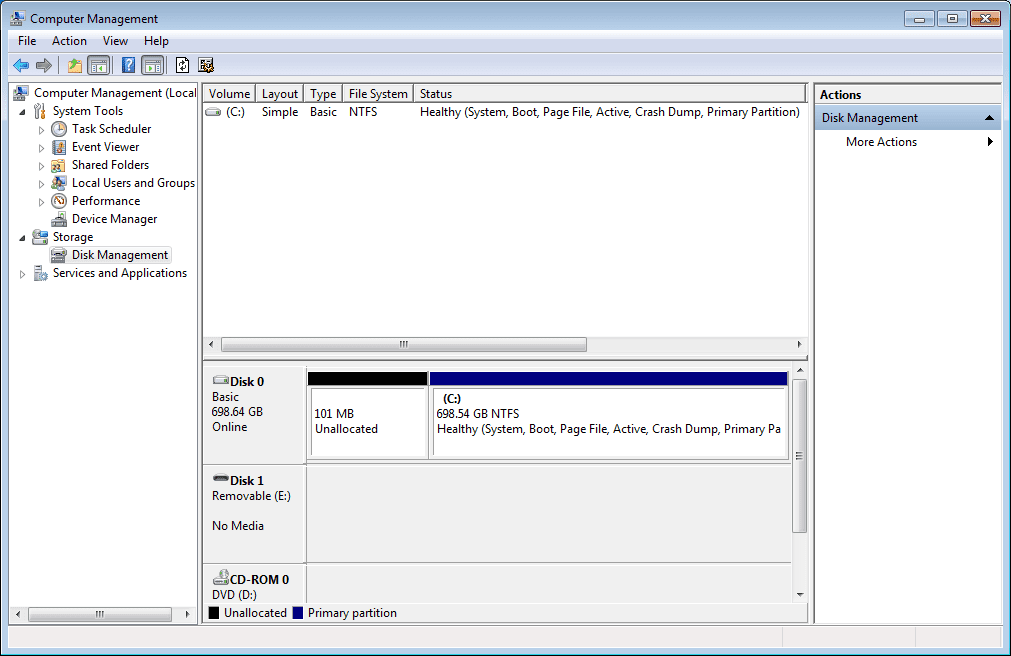 Computer Management
File Action View Help
Computer Management (Local
System Tools
Task Scheduler
Event Viewer
Shared Folders
Local Users and Groups
Performance
Device Manager
Storage
Disk Management
Services and Applications
Volume Layout Type File System Status
(C:) Simple Basic NTFS Healthy (System, Boot, Page File, Active, Crash Dump, Primary Partition)
Disk 0
Basic
698.64 GB
Online
101 MB
Unallocated
(C:)
698.54 GB NTFS
Healthy (System, Boot, Page File, Active, Crash Dump, Primary Pa
Disk 1
Removable (E:)
No Media
CD-ROM 0
DVD (D:)
Unallocated Primary partition
Actions
Disk Management
More Actions